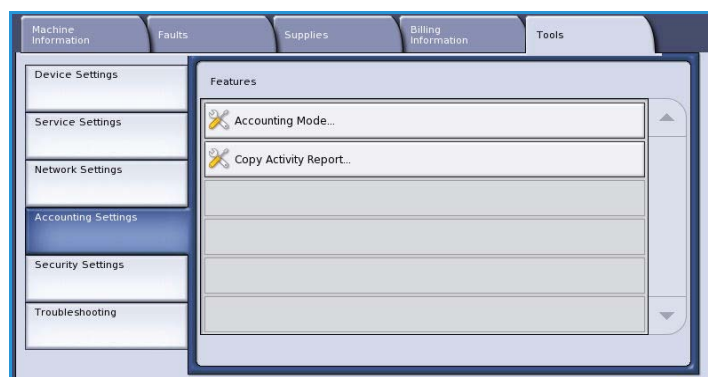 Machine
Information
Faults
Supplies
Billing
Information
Tools
Device Settings
Service Settings
Network Settings
Accounting Settings
Security Settings
Troubleshooting
Features
Accounting Mode...
Copy Activity Report...